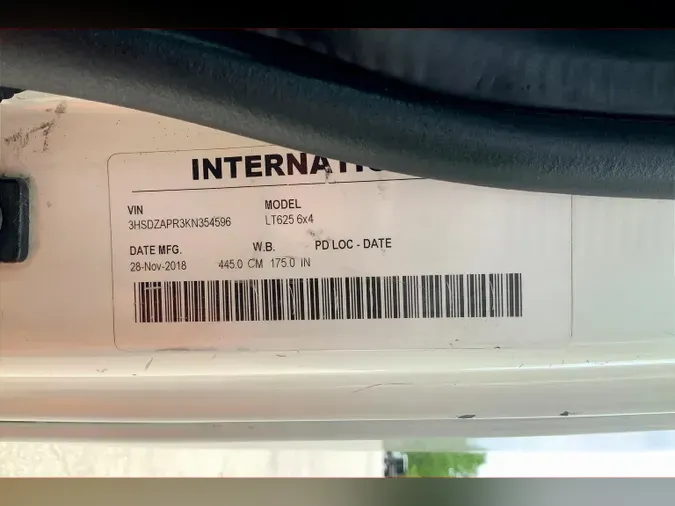 INTERNATIO
VIN MODEL
3HSDZAPR3KN354596 LT625 6x4
DATE MFG. W.B. PD LOC - DATE
28-Nov-2018 445.0 CM 175.0 IN